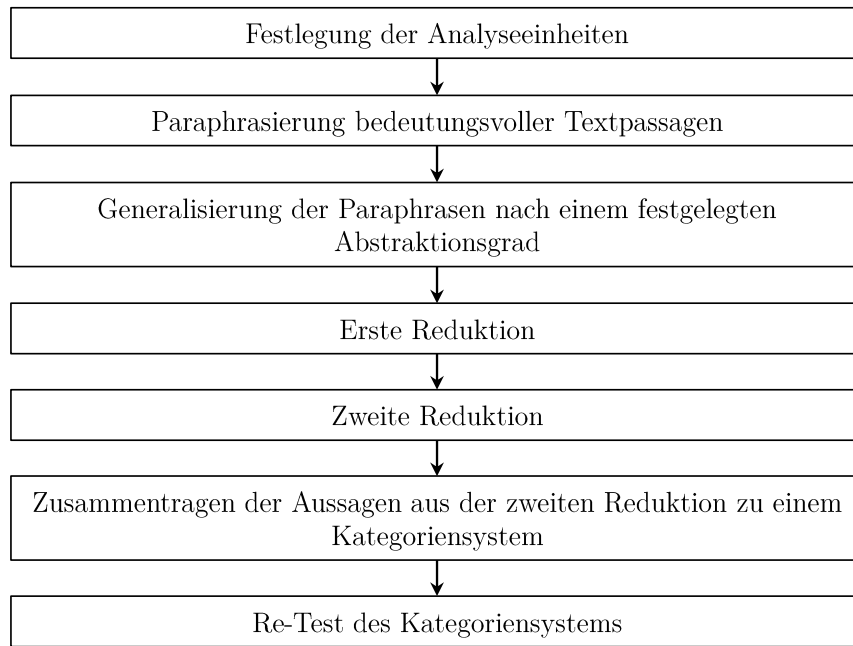 Festlegung der Analyseeinheiten
Paraphrasierung bedeutungsvoller Textpassagen
Generalisierung der Paraphrasen nach einem festgelegten
Abstraktionsgrad
Erste Reduktion
Zweite Reduktion
Zusammentragen der Aussagen aus der zweiten Reduktion zu einem
Kategoriensystem
Re-Test des Kategoriensystems